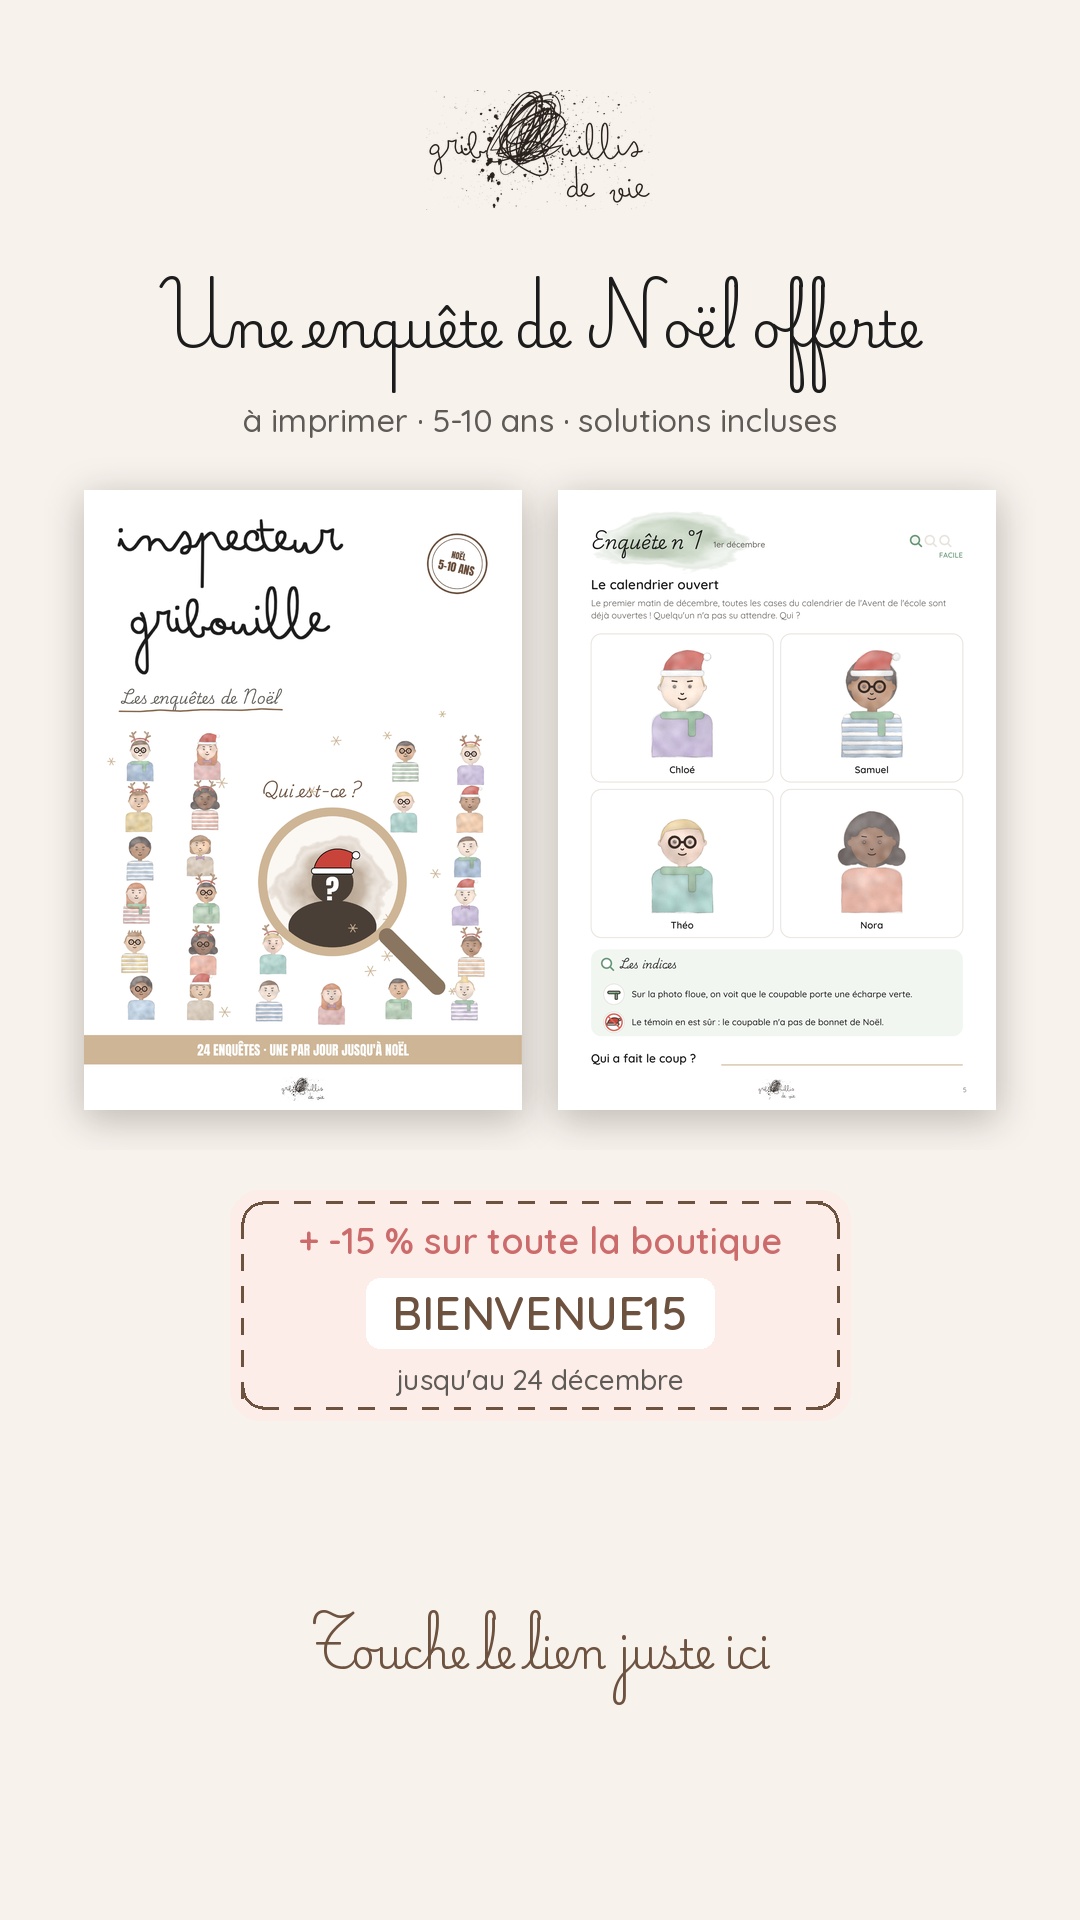 gribouillis
de vie
Une enquête de Noël offerte
à imprimer · 5-10 ans · solutions incluses
inspecteur
gribouille
NOËL
5-10 ANS
Les enquêtes de Noël
Qui est-ce ?
?
24 ENQUÊTES · UNE PAR JOUR JUSQU'À NOËL
gribouillis
de vie
Enquête n°1 1er décembre
FACILE
Le calendrier ouvert
Le premier matin de décembre, toutes les cases du calendrier de l'Avent de l'école sont
déjà ouvertes ! Quelqu'un n'a pas su attendre. Qui ?
Chloé
Samuel
Théo
Nora
Les indices
Sur la photo floue, on voit que le coupable porte une écharpe verte.
Le témoin en est sûr : le coupable n'a pas de bonnet de Noël.
Qui a fait le coup ?
gribouillis
de vie
5
+ -15 % sur toute la boutique
BIENVENUE15
jusqu'au 24 décembre
Touche le lien juste ici